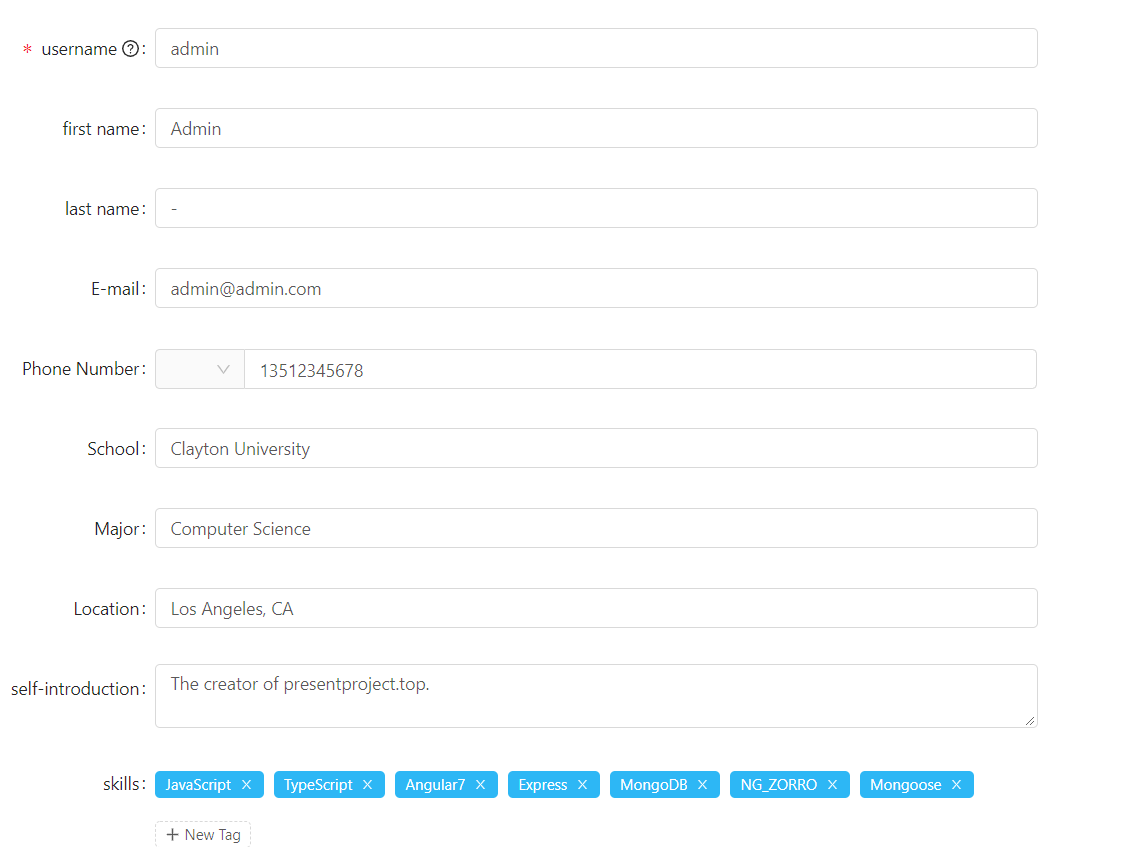 * username ? : admin
first name : Admin
last name : -
E-mail : admin@admin.com
Phone Number : 13512345678
School : Clayton University
Major : Computer Science
Location : Los Angeles, CA
self-introduction : The creator of presentproject.top.
skills : JavaScript × TypeScript × Angular7 × Express × MongoDB × NG_ZORRO × Mongoose ×
+ New Tag